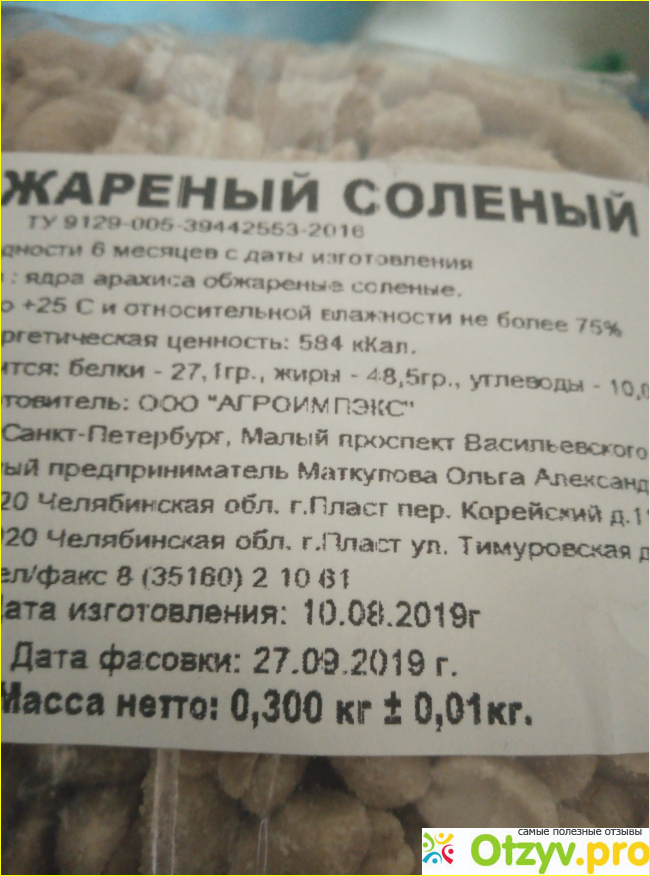 ЖАРЕНЫЙ СОЛЕНЫЙ
ТУ 9129-005-39442553-2016
дности 6 месяцев с даты изготовления
: ядра арахиса обжареные соленые.
о +25 С и относительной влажности не более 75%
ргетическая ценность: 584 кКал.
ится: белки - 27,1гр., жиры - 48,5гр., углеводы - 10,0
товитель: ООО "АГРОИМПЭКС"
Санкт-Петербург, Малый проспект Васильевского
ый предприниматель Маткулова Ольга Александ
20 Челябинская обл. г.Пласт пер. Корейский д.1
020 Челябинская обл. г.Пласт ул. Тимуровская д
ел/факс 8 (35160) 2 10 61
Дата изготовления: 10.08.2019г
Дата фасовки: 27.09.2019 г.
Масса нетто: 0,300 кг ± 0,01кг.
самые полезные отзывы
Otzyv.pro